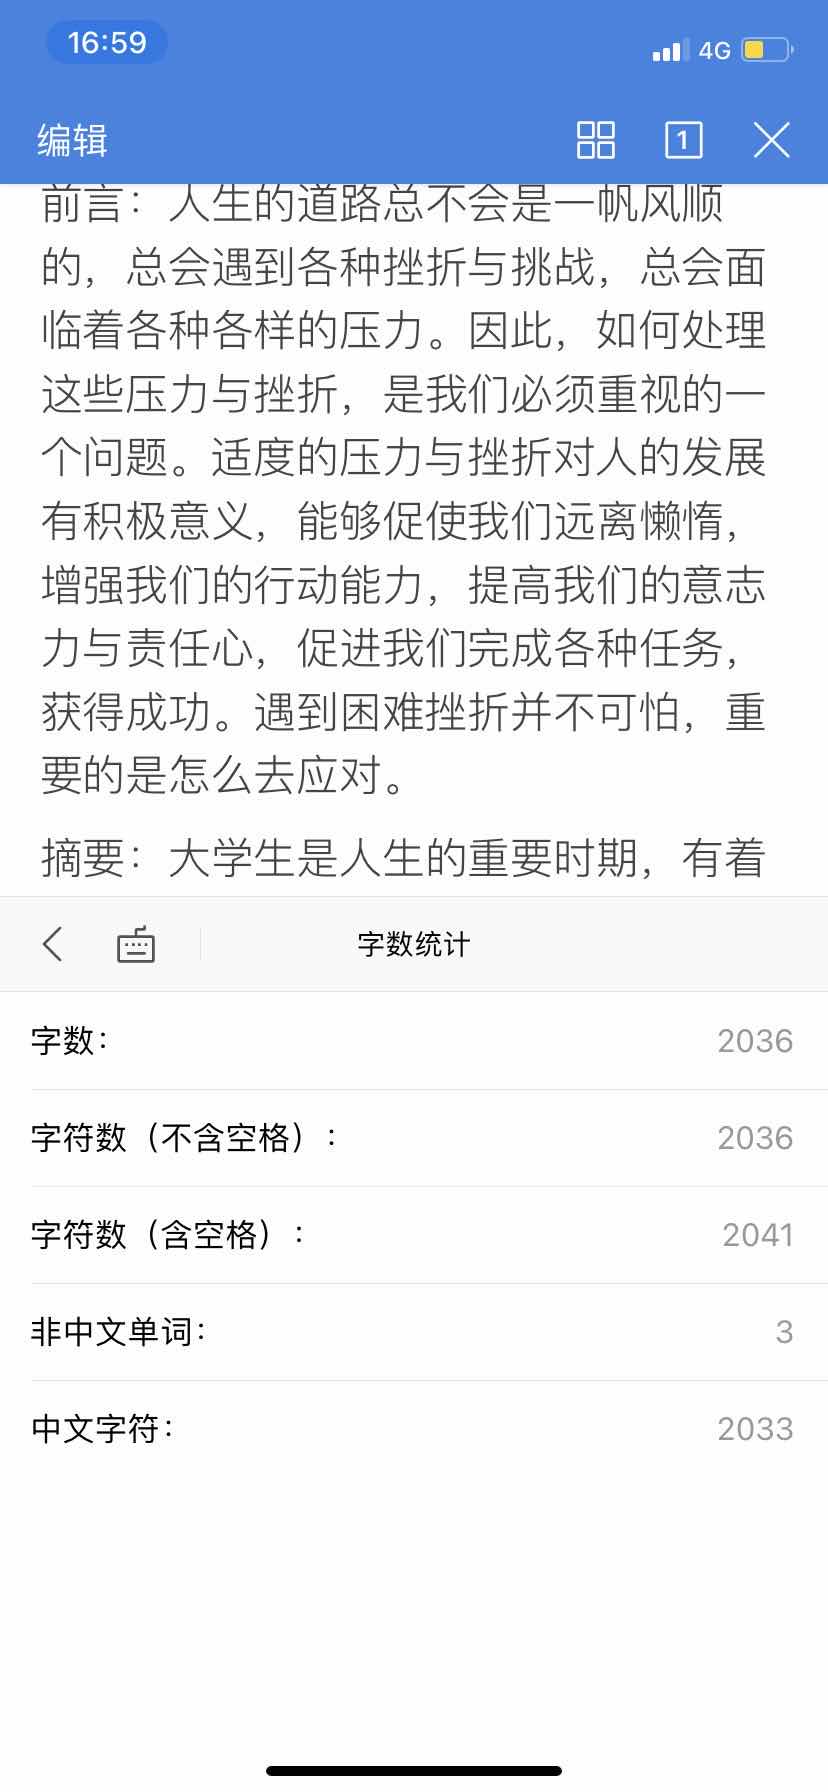 16:59
4G
编辑
1
前言：人生的道路总不会是一帆风顺
的，总会遇到各种挫折与挑战，总会面
临着各种各样的压力。因此，如何处理
这些压力与挫折，是我们必须重视的一
个问题。适度的压力与挫折对人的发展
有积极意义，能够促使我们远离懒惰，
增强我们的行动能力，提高我们的意志
力与责任心，促进我们完成各种任务，
获得成功。遇到困难挫折并不可怕，重
要的是怎么去应对。
摘要：大学生是人生的重要时期，有着
字数统计
字数： 2036
字符数（不含空格）： 2036
字符数（含空格）： 2041
非中文单词： 3
中文字符： 2033